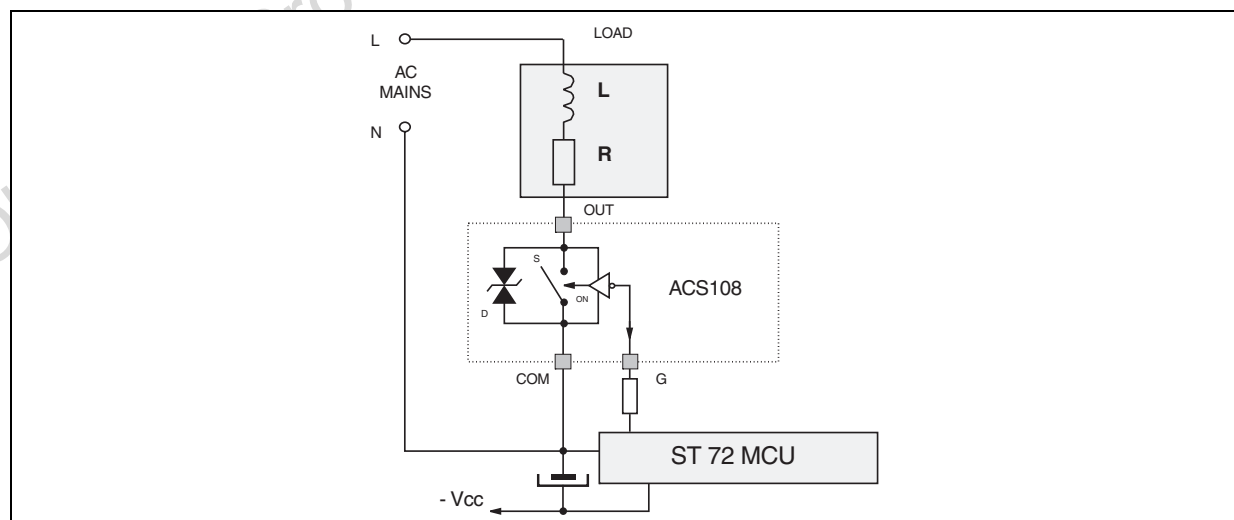 L
LOAD
AC
MAINS
L
N
R
OUT
S
ON
D
ACS108
COM
G
ST 72 MCU
- Vcc